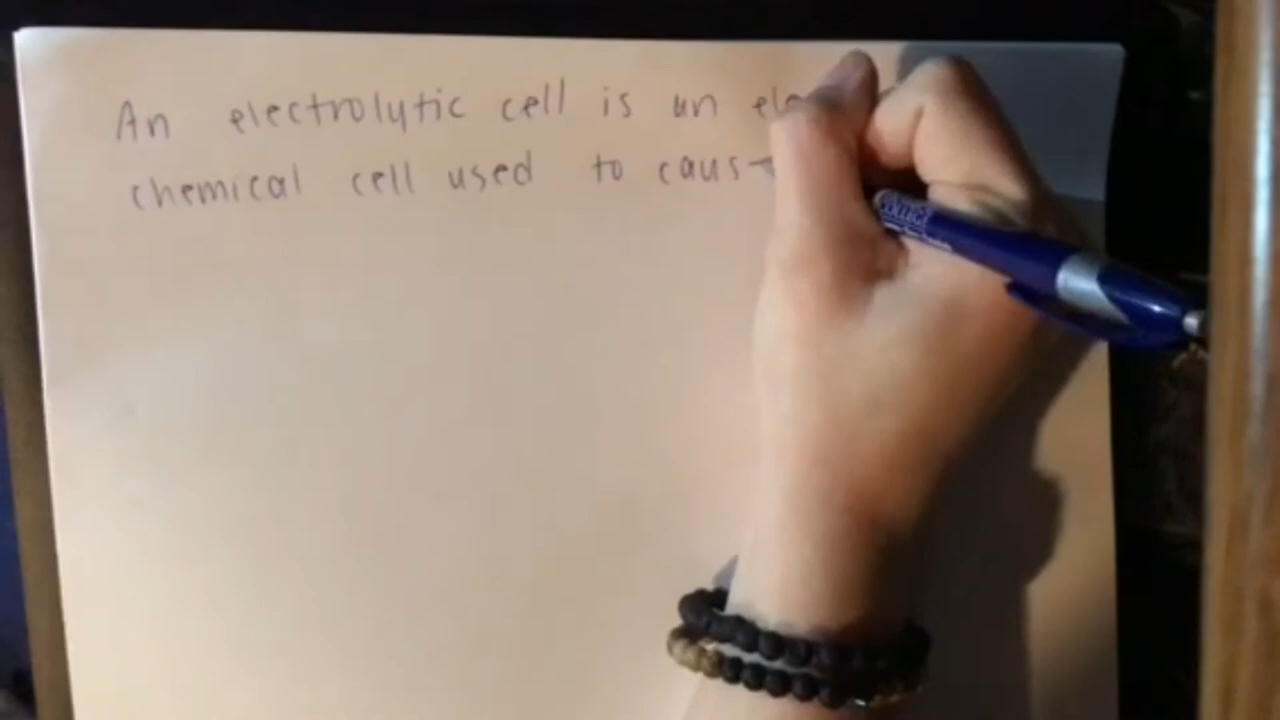 An electrolytic cell is an
chemical cell used to